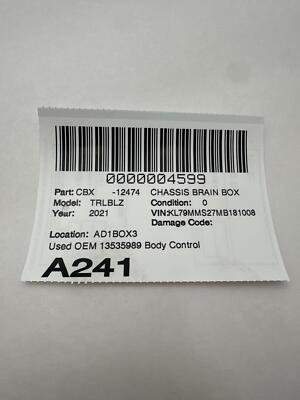 0000004599
Part: CBX -12474 CHASSIS BRAIN BOX
Model: TRLBLZ Condition: 0
Year: 2021 VIN:KL79MMS27MB181008
Damage Code:
Location: AD1BOX3
Used OEM 13535989 Body Control
A241